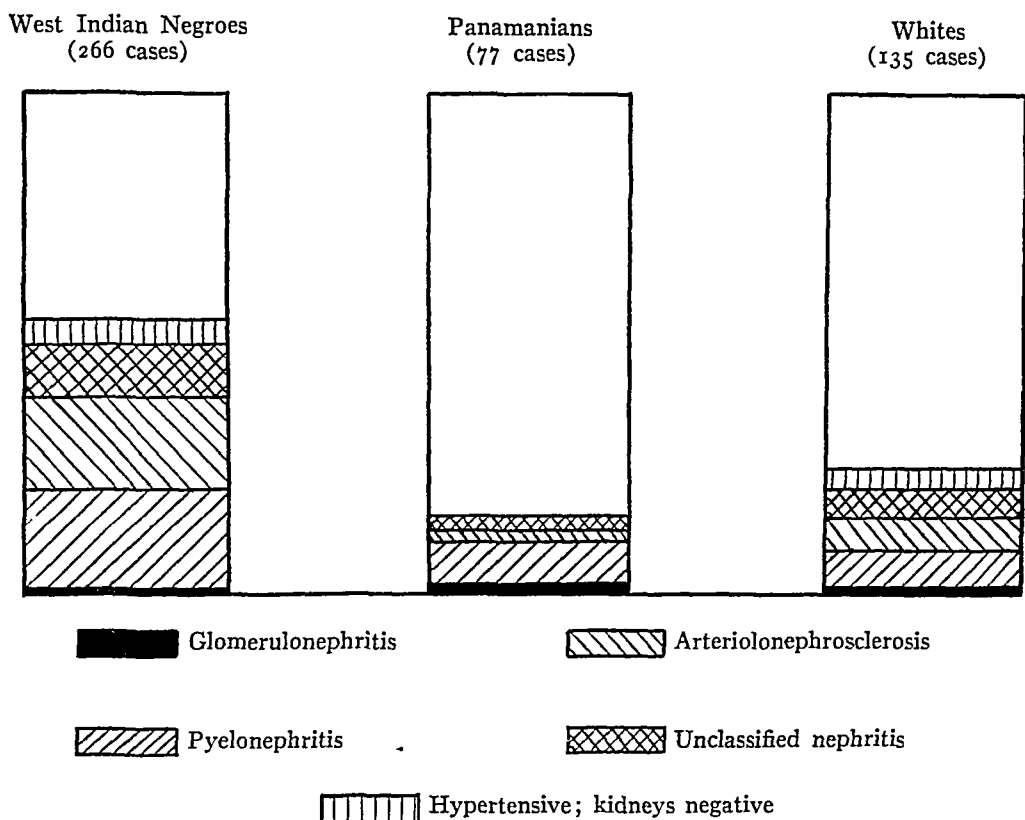 West Indian Negroes
(266 cases)
Panamanians
(77 cases)
Whites
(135 cases)
Glomerulonephritis
Arteriolonephrosclerosis
Pyelonephritis
Unclassified nephritis
Hypertensive; kidneys negative